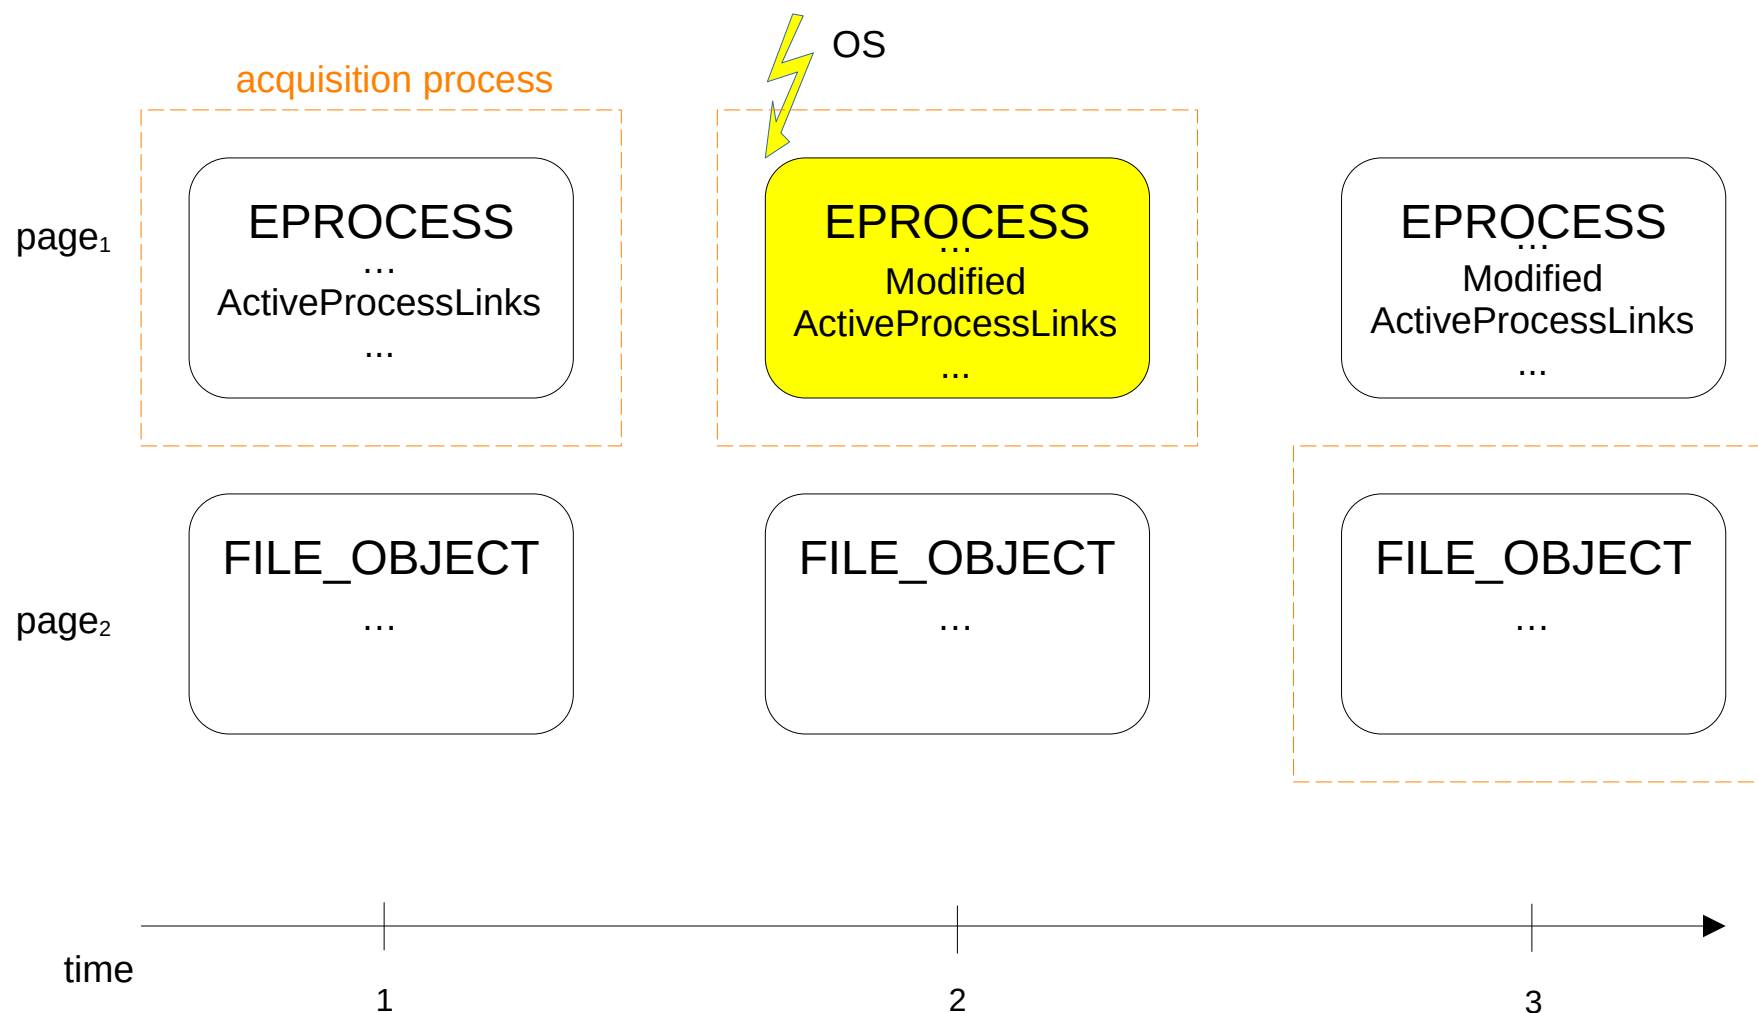 OS
acquisition process
page1
EPROCESS
...
ActiveProcessLinks
...
EPROCESS
...
Modified
ActiveProcessLinks
...
EPROCESS
...
Modified
ActiveProcessLinks
...
page2
FILE_OBJECT
...
FILE_OBJECT
...
FILE_OBJECT
...
time
1
2
3